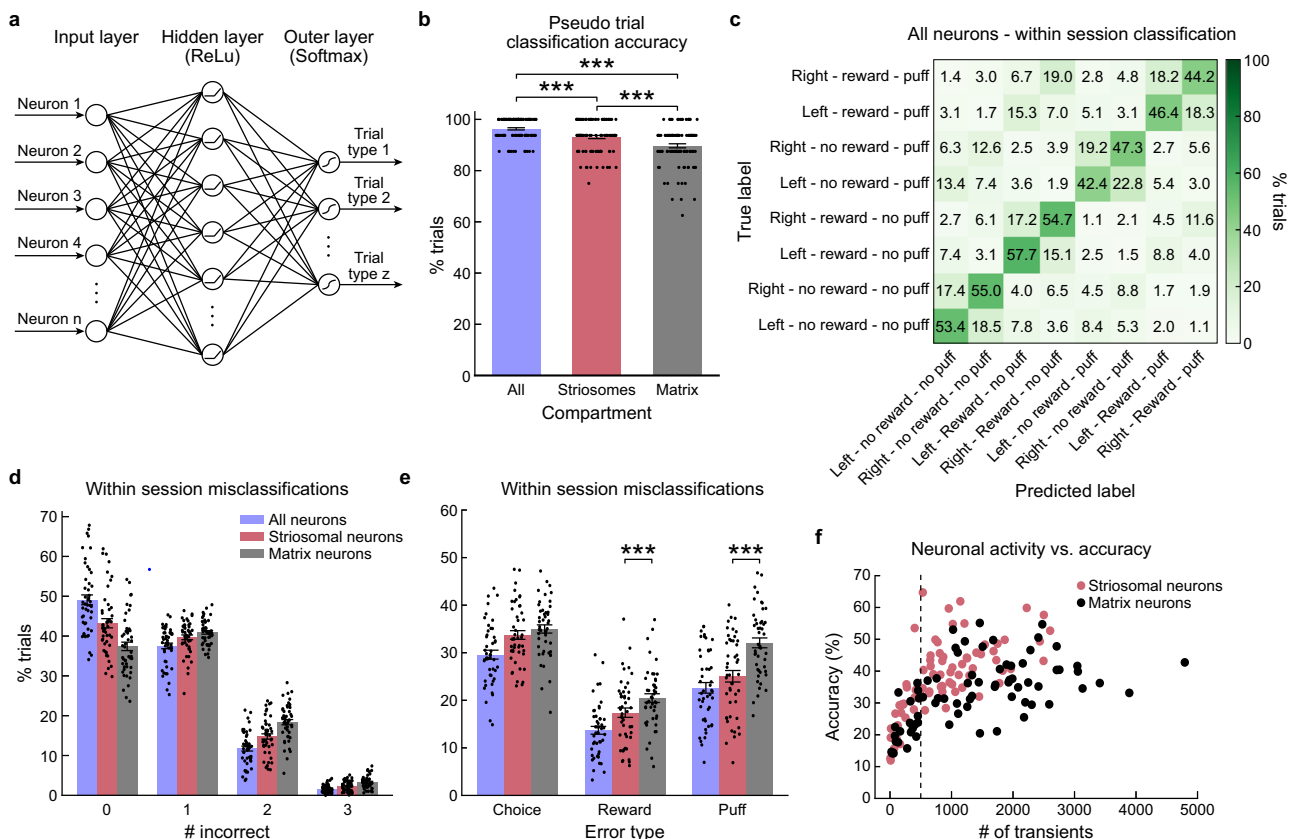 a
Input layer
Hidden layer
(ReLu)
Outer layer
(Softmax)
Neuron 1
Neuron 2
Neuron 3
Neuron 4
Neuron n
Trial
type 1
Trial
type 2
Trial
type z
b
Pseudo trial
classification accuracy
***
***
***
% trials
100
80
60
40
20
0
All
Striosomes
Matrix
Compartment
c
All neurons - within session classification
True label
Right - reward - puff
1.4 3.0 6.7 19.0 2.8 4.8 18.2 44.2
Left - reward - puff
3.1 1.7 15.3 7.0 5.1 3.1 46.4 18.3
Right - no reward - puff
6.3 12.6 2.5 3.9 19.2 47.3 2.7 5.6
Left - no reward - puff
13.4 7.4 3.6 1.9 42.4 22.8 5.4 3.0
Right - reward - no puff
2.7 6.1 17.2 54.7 1.1 2.1 4.5 11.6
Left - reward - no puff
7.4 3.1 57.7 15.1 2.5 1.5 8.8 4.0
Right - no reward - no puff
17.4 55.0 4.0 6.5 4.5 8.8 1.7 1.9
Left - no reward - no puff
53.4 18.5 7.8 3.6 8.4 5.3 2.0 1.1
Left - no reward - no puff
Right - no reward - no puff
Left - Reward - no puff
Right - Reward - no puff
Left - no reward - puff
Right - no reward - puff
Left - Reward - puff
Right - Reward - puff
Predicted label
100
80
60
40
20
0
% trials
d
Within session misclassifications
All neurons
Striosomal neurons
Matrix neurons
% trials
70
60
50
40
30
20
10
0
0 1 2 3
# incorrect
e
Within session misclassifications
***
***
60
50
40
30
20
10
0
Choice
Reward
Puff
Error type
f
Neuronal activity vs. accuracy
Striosomal neurons
Matrix neurons
Accuracy (%)
80
70
60
50
40
30
20
10
0
0 1000 2000 3000 4000 5000
# of transients